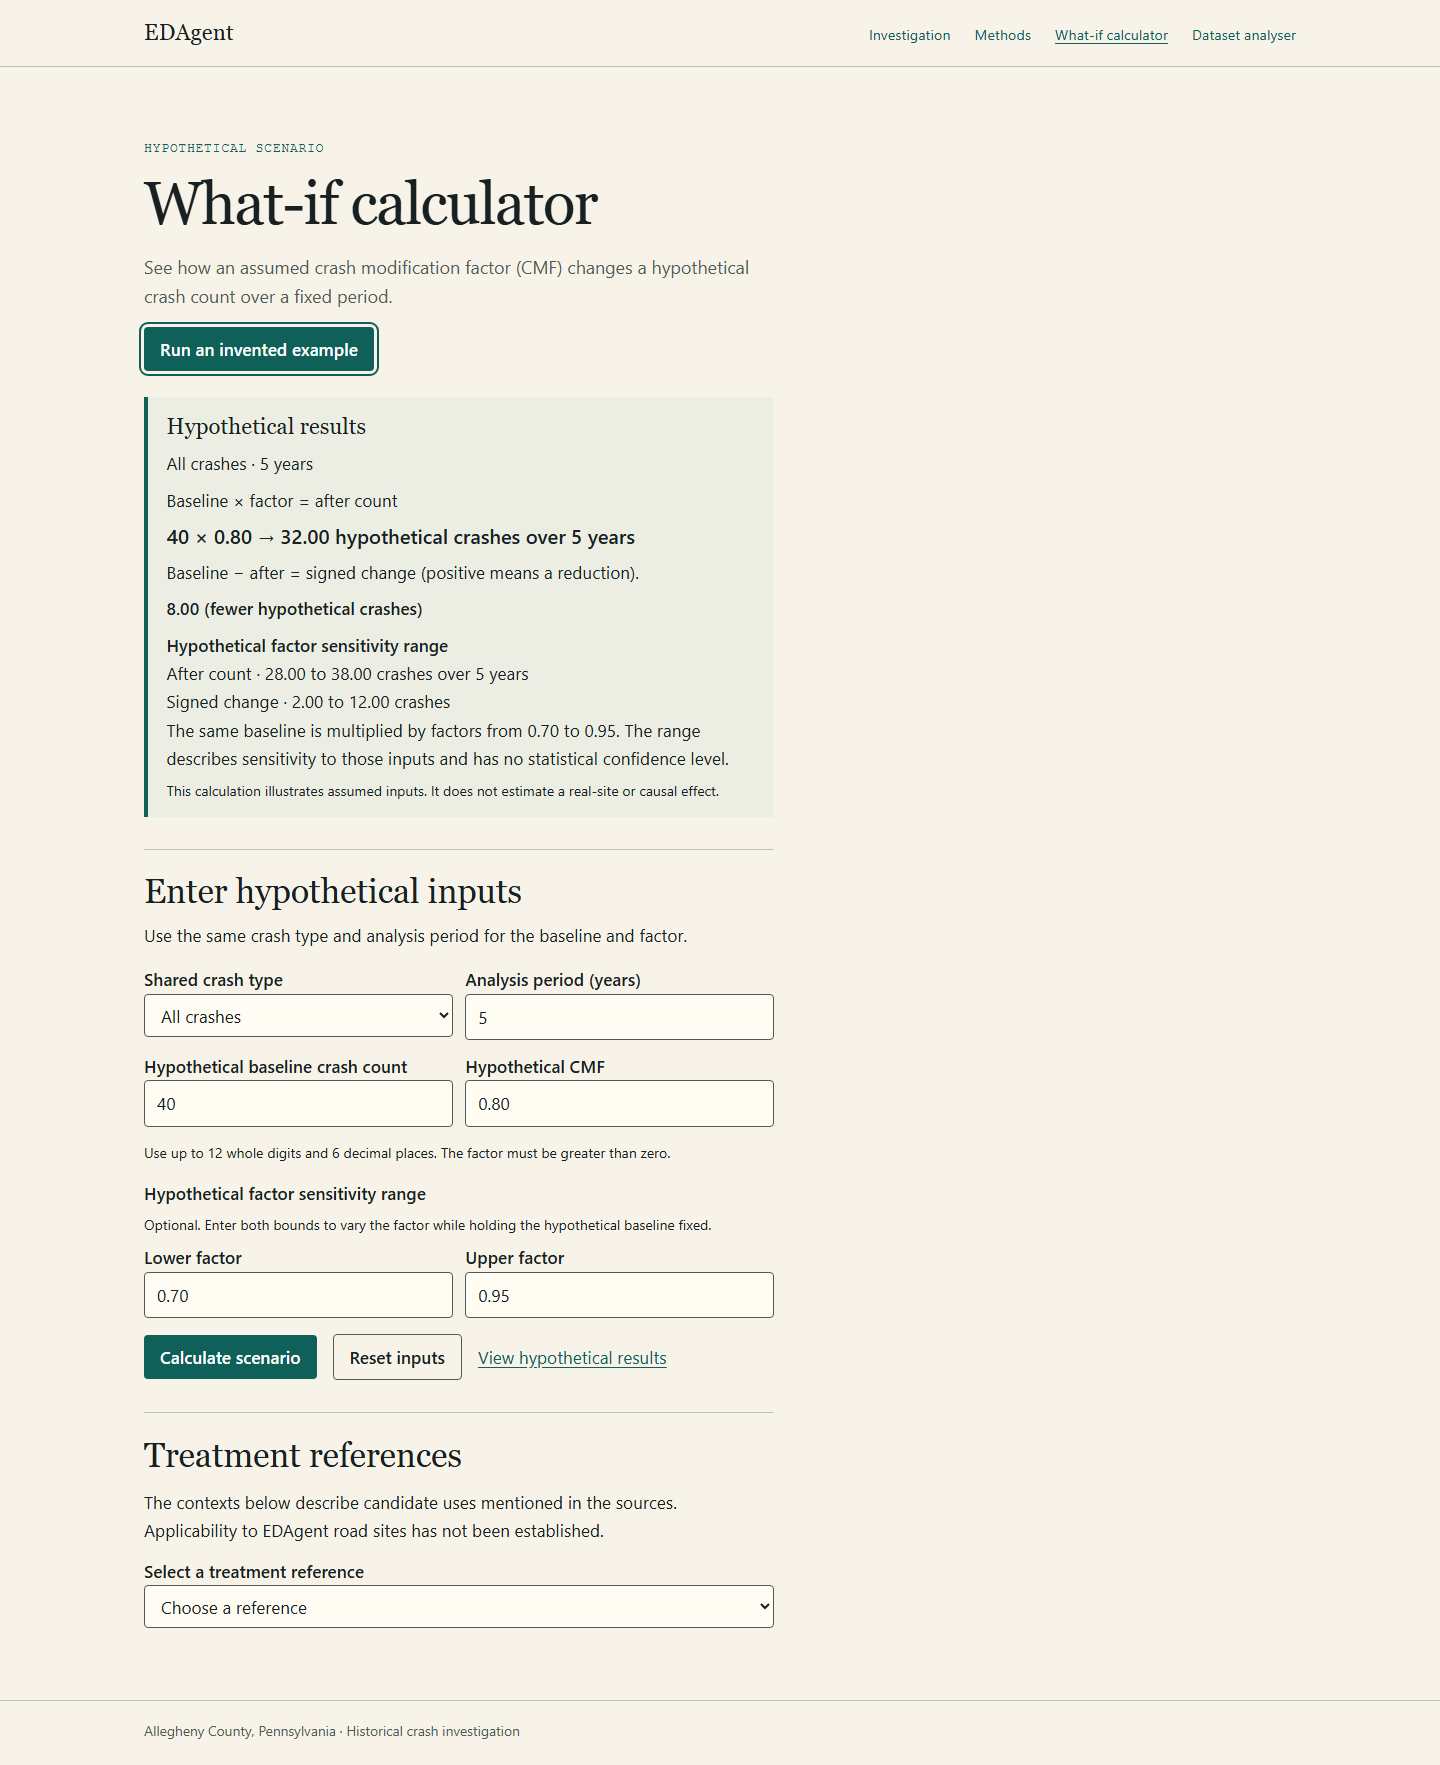 EDAgent
Investigation
Methods
What-if calculator
Dataset analyser
HYPOTHETICAL SCENARIO
What-if calculator
See how an assumed crash modification factor (CMF) changes a hypothetical
crash count over a fixed period.
Run an invented example
Hypothetical results
All crashes · 5 years
Baseline × factor = after count
40 × 0.80 → 32.00 hypothetical crashes over 5 years
Baseline − after = signed change (positive means a reduction).
8.00 (fewer hypothetical crashes)
Hypothetical factor sensitivity range
After count · 28.00 to 38.00 crashes over 5 years
Signed change · 2.00 to 12.00 crashes
The same baseline is multiplied by factors from 0.70 to 0.95. The range
describes sensitivity to those inputs and has no statistical confidence level.
This calculation illustrates assumed inputs. It does not estimate a real-site or causal effect.
Enter hypothetical inputs
Use the same crash type and analysis period for the baseline and factor.
Shared crash type
All crashes
Analysis period (years)
5
Hypothetical baseline crash count
40
Hypothetical CMF
0.80
Use up to 12 whole digits and 6 decimal places. The factor must be greater than zero.
Hypothetical factor sensitivity range
Optional. Enter both bounds to vary the factor while holding the hypothetical baseline fixed.
Lower factor
0.70
Upper factor
0.95
Calculate scenario
Reset inputs
View hypothetical results
Treatment references
The contexts below describe candidate uses mentioned in the sources.
Applicability to EDAgent road sites has not been established.
Select a treatment reference
Choose a reference
Allegheny County, Pennsylvania · Historical crash investigation